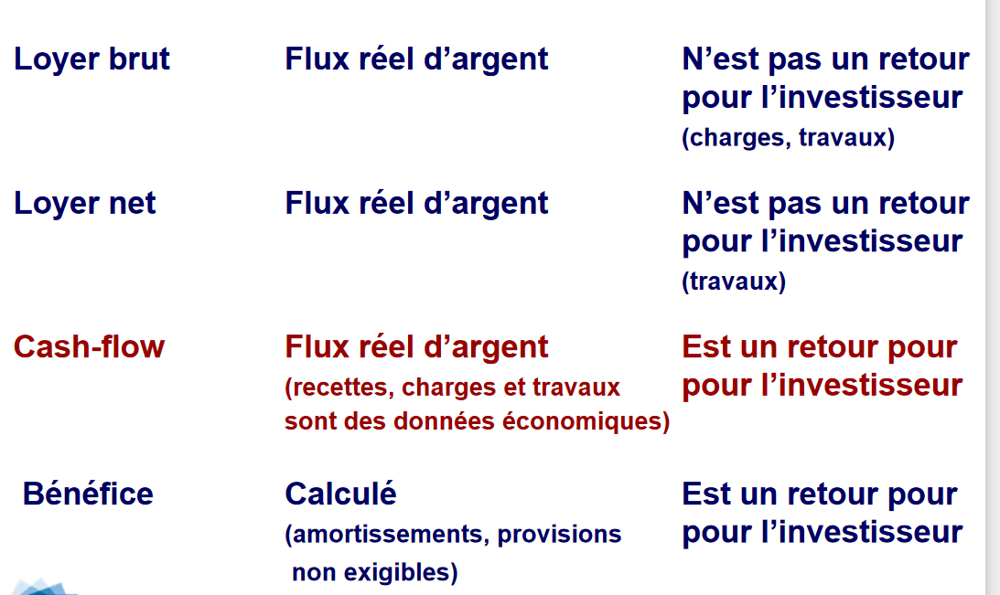 Loyer brut Flux réel d’argent N’est pas un retour
pour l’investisseur
(charges, travaux)
Loyer net Flux réel d’argent N’est pas un retour
pour l’investisseur
(travaux)
Cash-flow Flux réel d’argent Est un retour pour
(recettes, charges et travaux pour l’investisseur
sont des données économiques)
Bénéfice Calculé Est un retour pour
(amortissements, provisions pour l’investisseur
non exigibles)